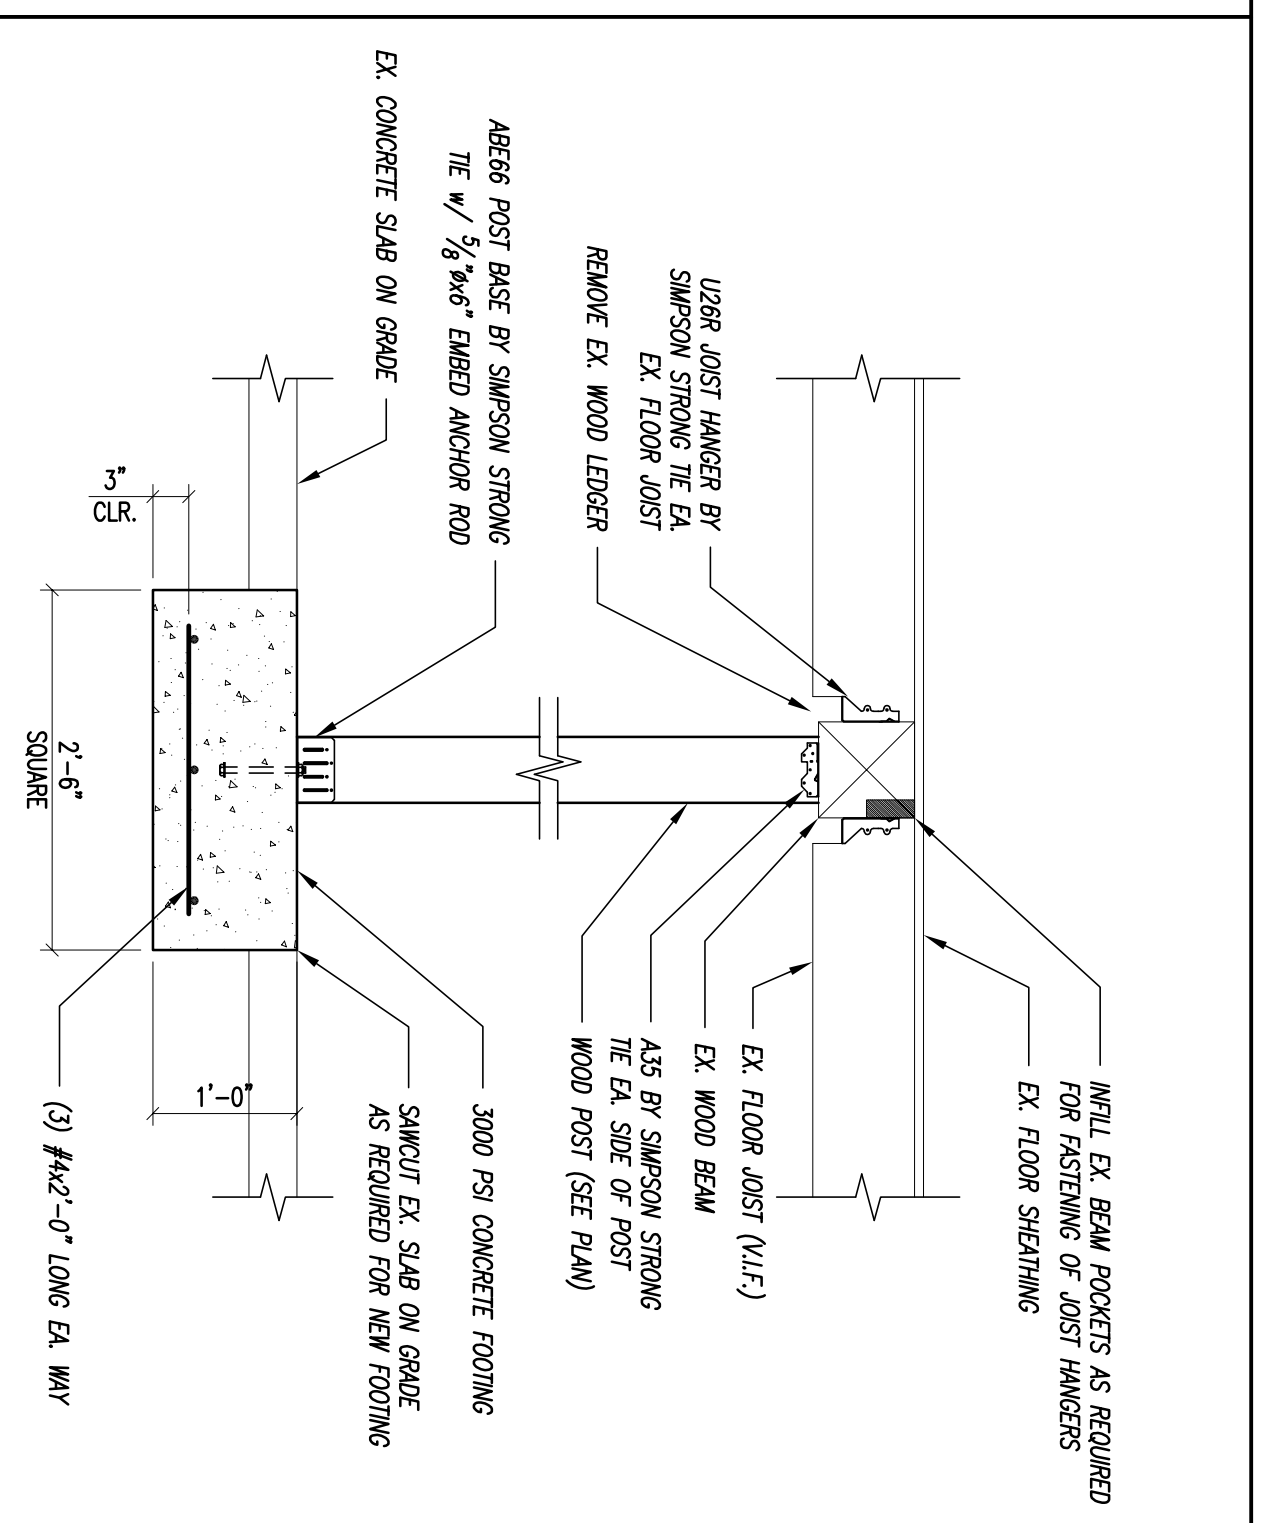 INFILL EX. BEAM POCKETS AS REQUIRED
FOR FASTENING OF JOIST HANGERS
EX. FLOOR SHEATHING
EX. FLOOR JOIST (V.I.F.)
EX. WOOD BEAM
A35 BY SIMPSON STRONG
TIE EA. SIDE OF POST
WOOD POST (SEE PLAN)
3000 PSI CONCRETE FOOTING
SAWCUT EX. SLAB ON GRADE
AS REQUIRED FOR NEW FOOTING
(3) #4x2'-0" LONG EA. WAY
U26R JOIST HANGER BY
SIMPSON STRONG TIE EA.
EX. FLOOR JOIST
REMOVE EX. WOOD LEDGER
ABE66 POST BASE BY SIMPSON STRONG
TIE w/ 5/8"øx6" EMBED ANCHOR ROD
EX. CONCRETE SLAB ON GRADE
3"
CLR.
1'-0"
2'-6"
SQUARE